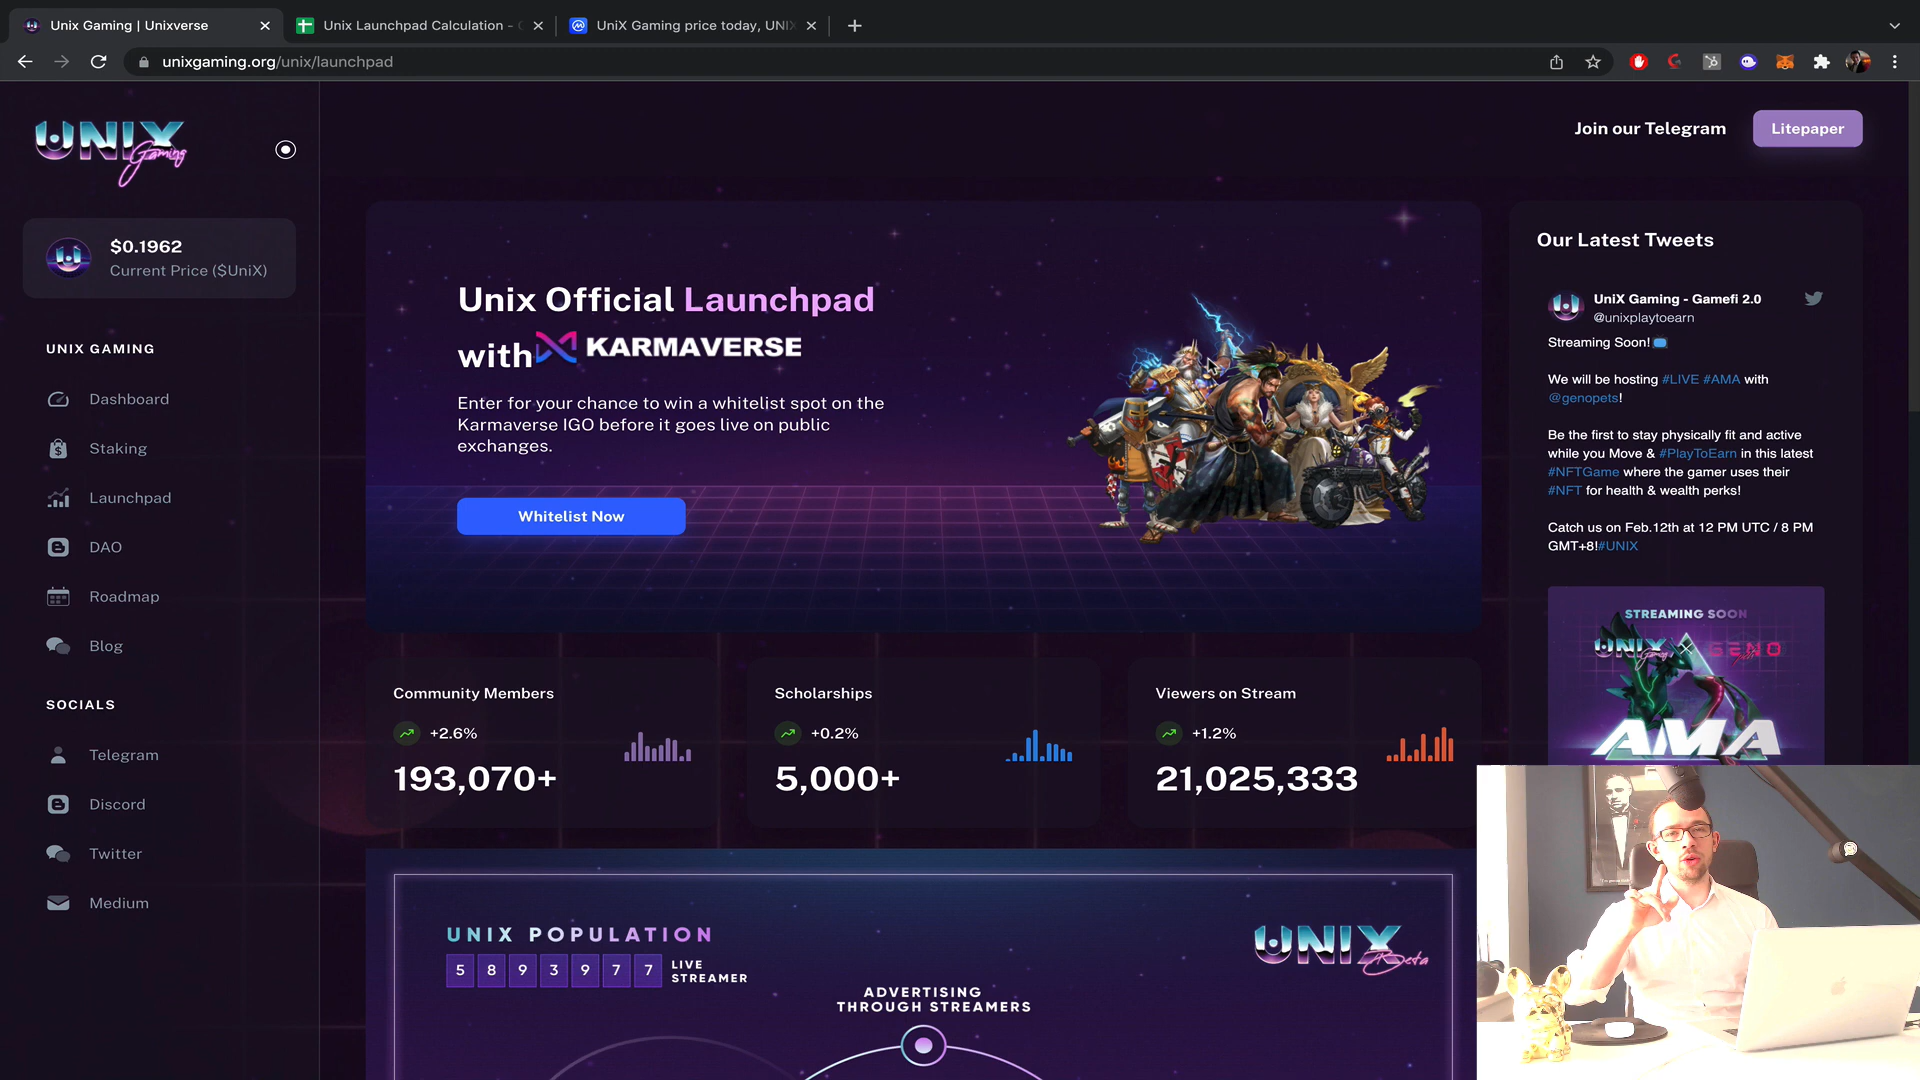 Unix Gaming | Unixverse
Unix Launchpad Calculation -
UniX Gaming price today, UNIX
unixgaming.org/unix/launchpad
UNIX
Gaming
Join our Telegram
Litepaper
$0.1962
Current Price ($UniX)
UNIX GAMING
Dashboard
Staking
Launchpad
DAO
Roadmap
Blog
SOCIALS
Telegram
Discord
Twitter
Medium
Unix Official Launchpad
with KARMAVERSE
Enter for your chance to win a whitelist spot on the
Karmaverse IGO before it goes live on public
exchanges.
Whitelist Now
Our Latest Tweets
UniX Gaming - Gamefi 2.0
@unixplaytoearn
Streaming Soon!
We will be hosting #LIVE #AMA with
@genopets!
Be the first to stay physically fit and active
while you Move & #PlayToEarn in this latest
#NFTGame where the gamer uses their
#NFT for health & wealth perks!
Catch us on Feb.12th at 12 PM UTC / 8 PM
GMT+8!#UNIX
STREAMING SOON
UNIX
Gaming
X
GENO
AMA
Community Members
+2.6%
193,070+
Scholarships
+0.2%
5,000+
Viewers on Stream
+1.2%
21,025,333
UNIX POPULATION
5 8 9 3 9 7 7
LIVE
STREAMER
UNIX
Beta
ADVERTISING
THROUGH STREAMERS